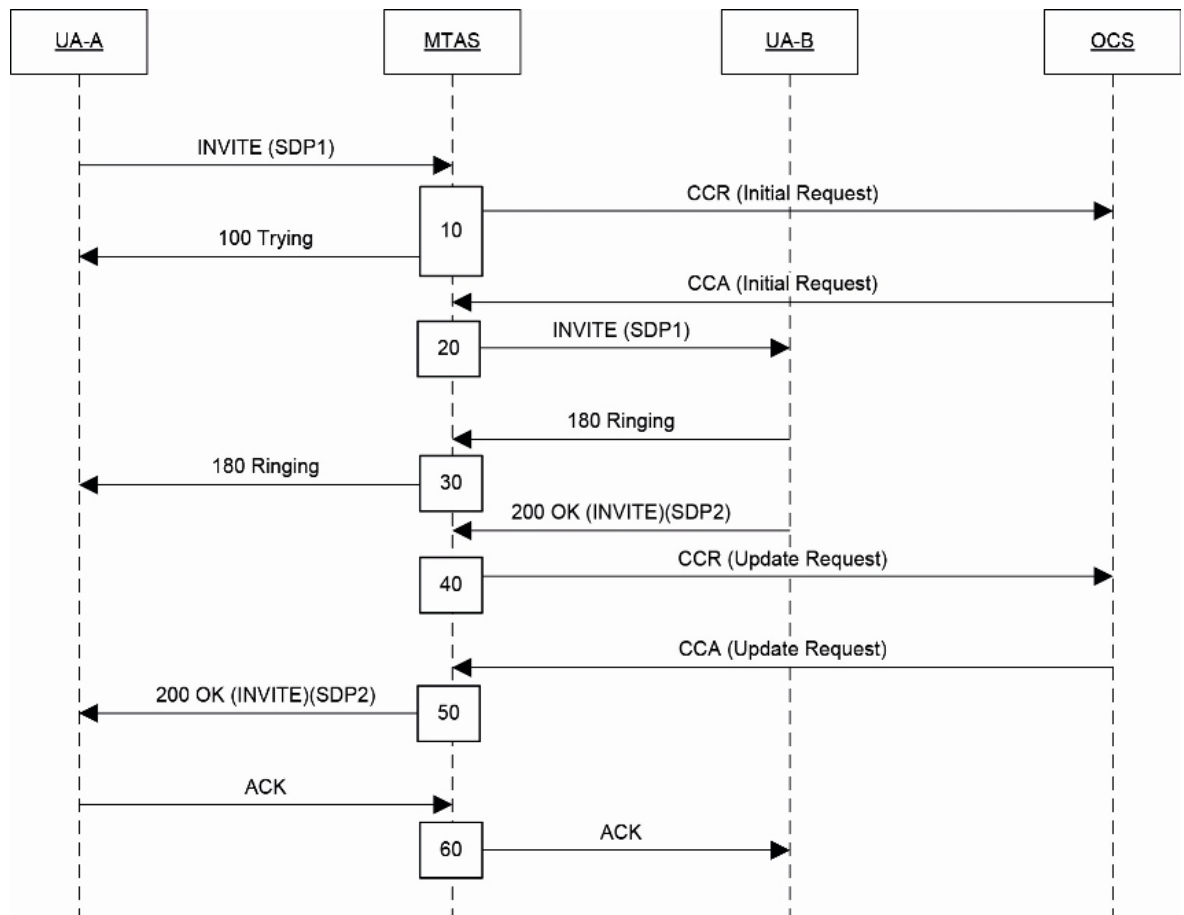 UA-A
MTAS
UA-B
OCS
INVITE (SDP1)
CCR (Initial Request)
10
100 Trying
CCA (Initial Request)
INVITE (SDP1)
20
180 Ringing
180 Ringing
30
200 OK (INVITE)(SDP2)
CCR (Update Request)
40
CCA (Update Request)
200 OK (INVITE)(SDP2)
50
ACK
ACK
60